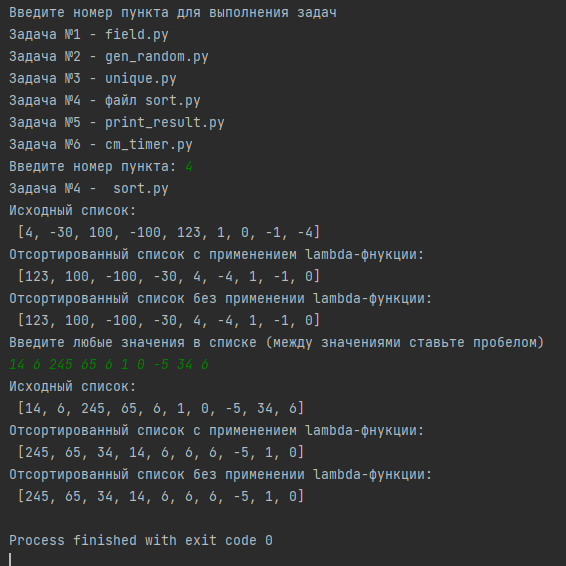 Введите номер пункта для выполнения задач
Задача №1 - field.py
Задача №2 - gen_random.py
Задача №3 - unique.py
Задача №4 - файл sort.py
Задача №5 - print_result.py
Задача №6 - cm_timer.py
Введите номер пункта: 4
Задача №4 -  sort.py
Исходный список:
[4, -30, 100, -100, 123, 1, 0, -1, -4]
Отсортированный список с применением lambda-фнукции:
[123, 100, -100, -30, 4, -4, 1, -1, 0]
Отсортированный список без применении lambda-функции:
[123, 100, -100, -30, 4, -4, 1, -1, 0]
Введите любые значения в списке (между значениями ставьте пробелом)
14 6 245 65 6 1 0 -5 34 6
Исходный список:
[14, 6, 245, 65, 6, 1, 0, -5, 34, 6]
Отсортированный список с применением lambda-фнукции:
[245, 65, 34, 14, 6, 6, 6, -5, 1, 0]
Отсортированный список без применении lambda-функции:
[245, 65, 34, 14, 6, 6, 6, -5, 1, 0]
Process finished with exit code 0